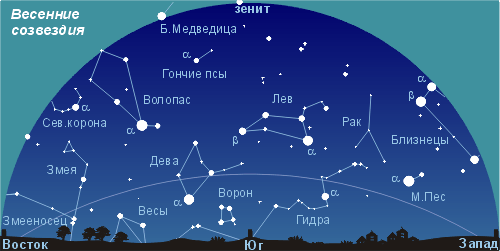 Весенние
созвездия
зенит
Б.Медведица
α
Гончие псы
α
β
Волопас
α
Лев
α
Сев.корона
α
β
α
Рак
Близнецы
Дева
α
Змея
α
М.Пес
α
Ворон
Змееносец
Весы
Гидра
Восток
Юг
Запад